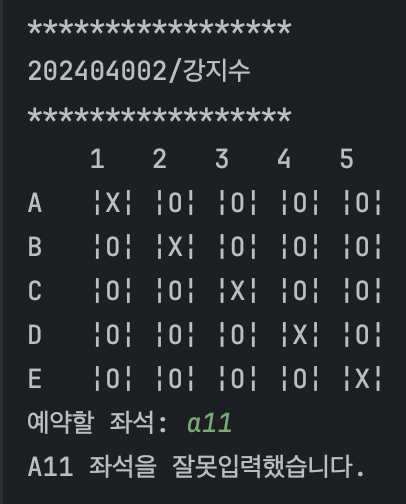 *****************
202404002/강지수
*****************
1 2 3 4 5
A ¦X¦ ¦O¦ ¦O¦ ¦O¦ ¦O¦
B ¦O¦ ¦X¦ ¦O¦ ¦O¦ ¦O¦
C ¦O¦ ¦O¦ ¦X¦ ¦O¦ ¦O¦
D ¦O¦ ¦O¦ ¦O¦ ¦X¦ ¦O¦
E ¦O¦ ¦O¦ ¦O¦ ¦O¦ ¦X¦
예약할 좌석: a11
A11 좌석을 잘못입력했습니다.